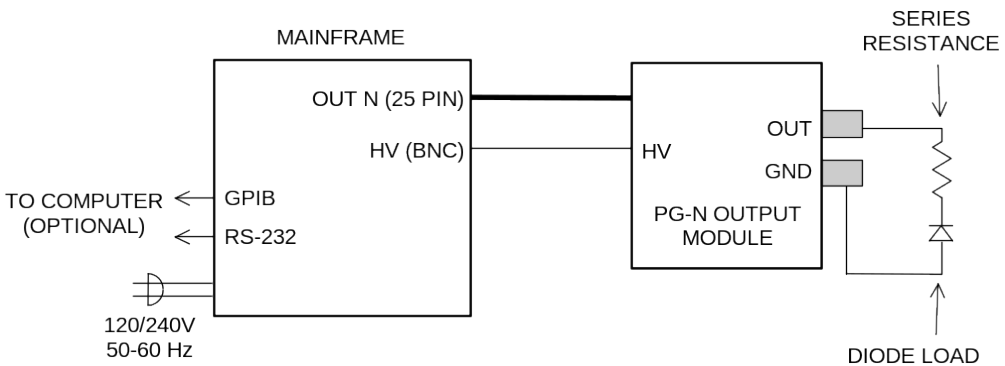 SERIES
RESISTANCE
MAINFRAME
OUT N (25 PIN)
HV (BNC)
HV
OUT
GND
TO COMPUTER
(OPTIONAL)
GPIB
RS-232
PG-N OUTPUT
MODULE
120/240V
50-60 Hz
DIODE LOAD